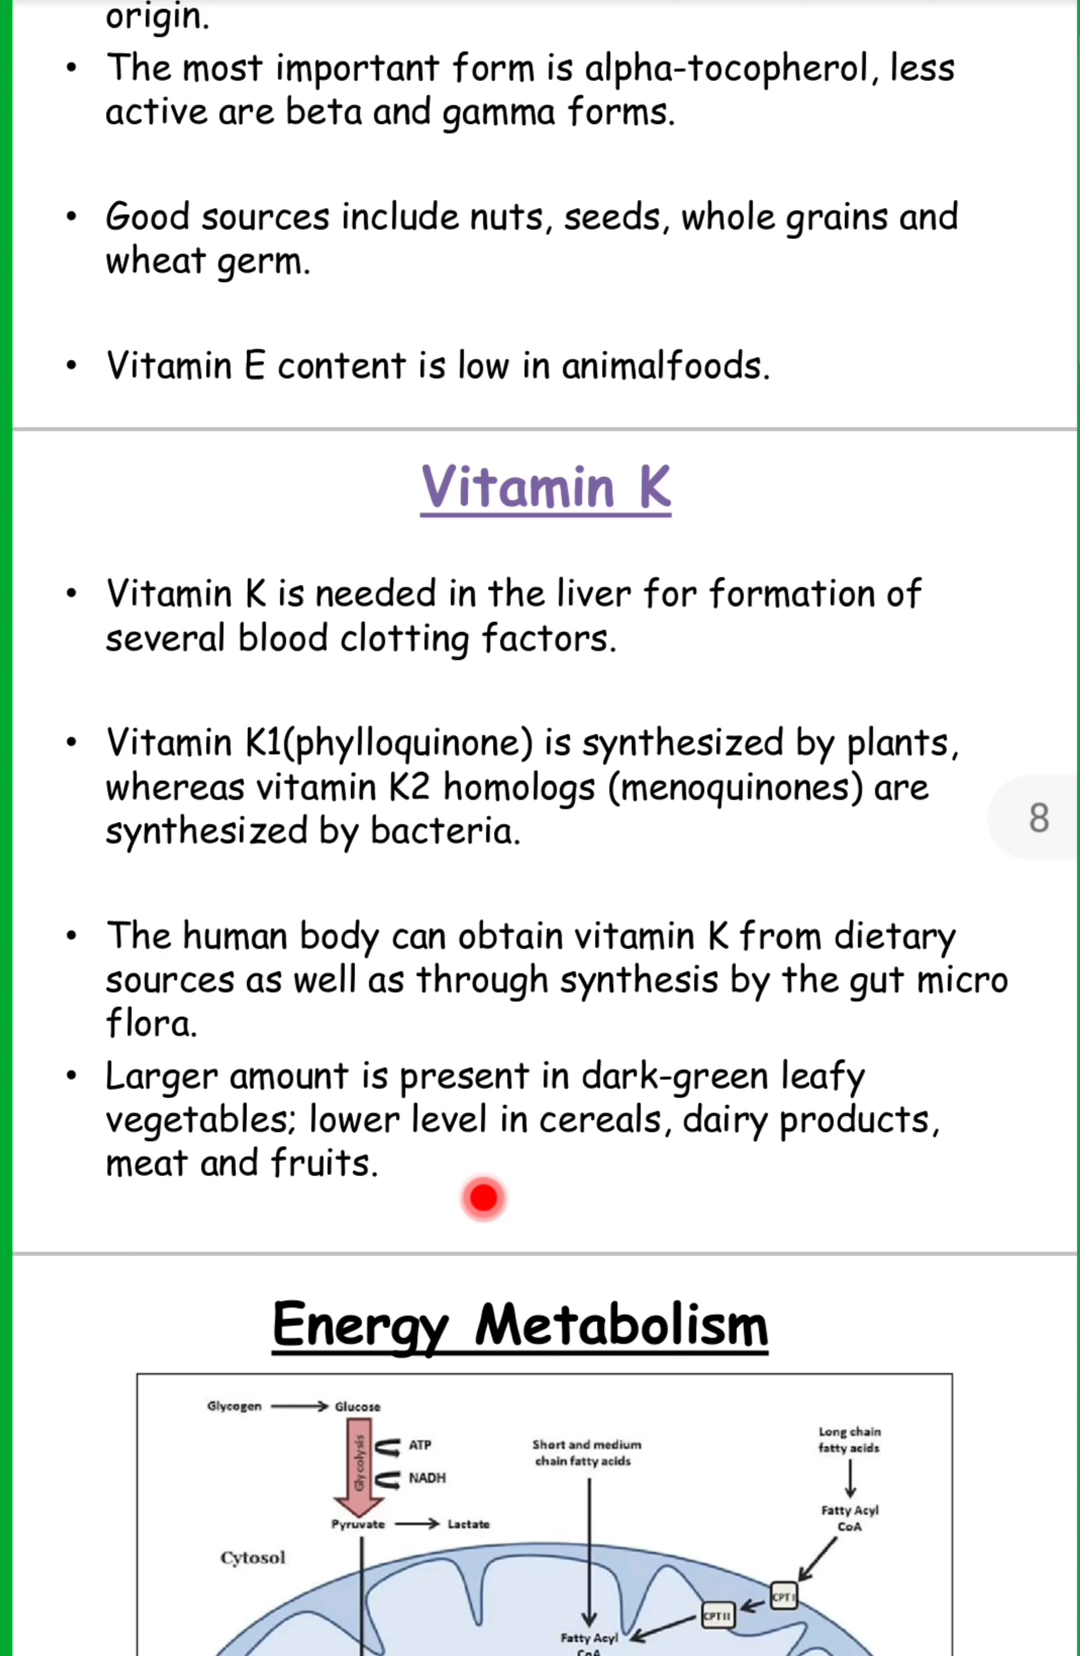 origin.
• The most important form is alpha-tocopherol, less
active are beta and gamma forms.
• Good sources include nuts, seeds, whole grains and
wheat germ.
• Vitamin E content is low in animalfoods.
Vitamin K
• Vitamin K is needed in the liver for formation of
several blood clotting factors.
• Vitamin K1(phylloquinone) is synthesized by plants,
whereas vitamin K2 homologs (menoquinones) are
synthesized by bacteria.
8
• The human body can obtain vitamin K from dietary
sources as well as through synthesis by the gut micro
flora.
• Larger amount is present in dark-green leafy
vegetables; lower level in cereals, dairy products,
meat and fruits.
Energy Metabolism
Glycogen Glucose
Glycolysis
ATP
NADH
Pyruvate Lactate
Short and medium
chain fatty acids
Long chain
fatty acids
Fatty Acyl
CoA
Cytosol
CPT I
CPT II
Fatty Acyl
CoA